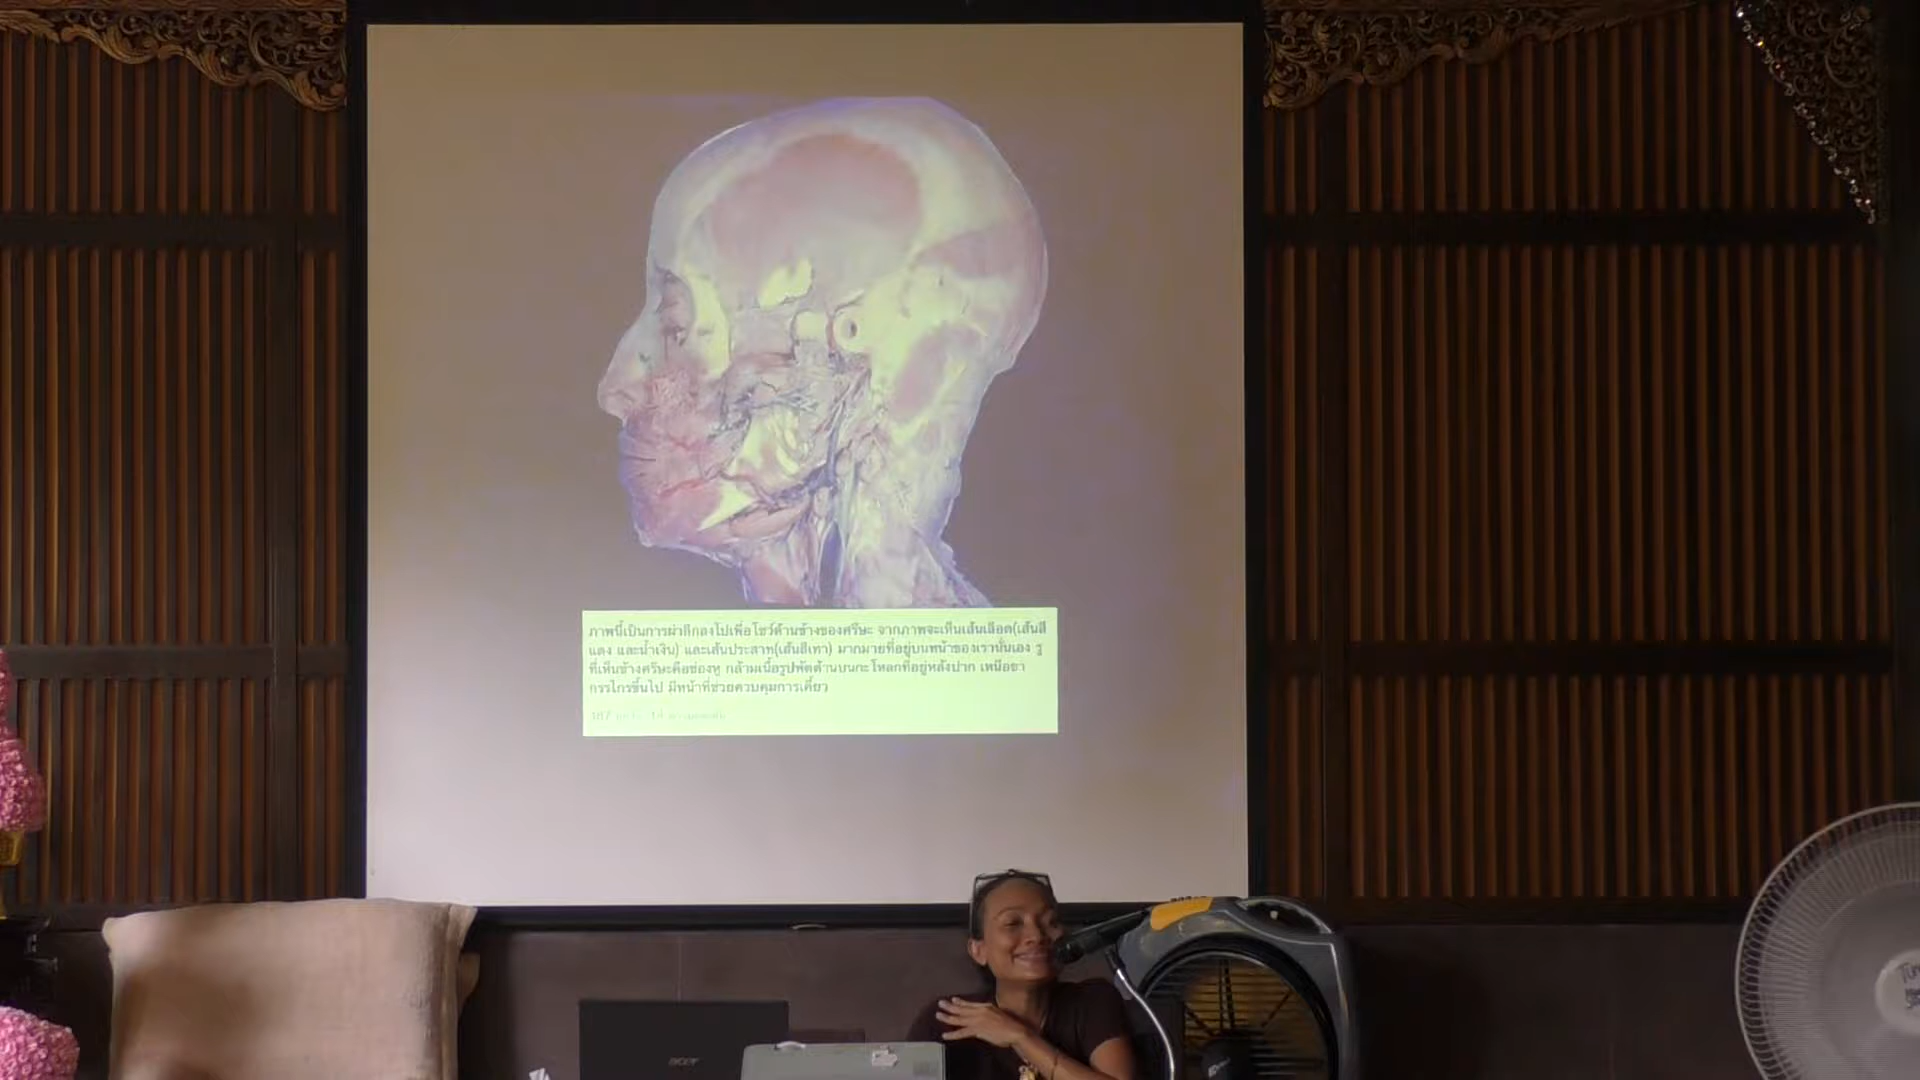 ภาพนี้เป็นการผ่าลึกลงไปเพื่อโชว์ด้านข้างของศรีษะ จากภาพจะเห็นเส้นเลือด(เส้นสี
แดง และน้ำเงิน) และเส้นประสาท(เส้นสีเทา) มากมายที่อยู่บนหน้าของเรานั่นเอง รู
ที่เห็นข้างศรีษะคือช่องหู กล้ามเนื้อรูปพัดด้านบนกะโหลกที่อยู่หลังปาก เหนือขา
กรรไกรขึ้นไป มีหน้าที่ช่วยควบคุมการเคี้ยว
acer